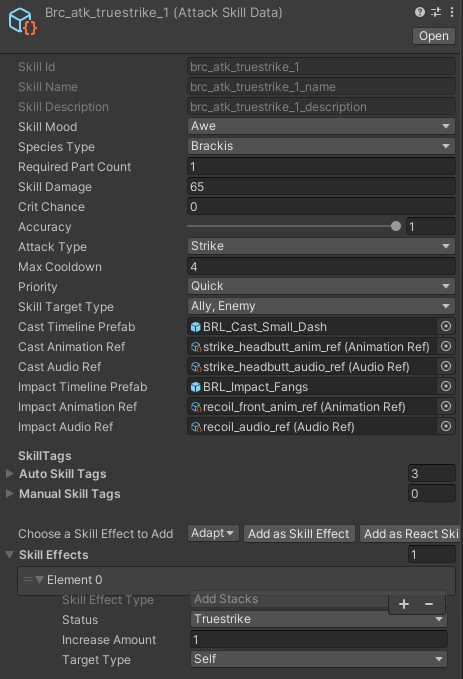 Brc_atk_truestrike_1 (Attack Skill Data)
Open
Skill Id brc_atk_truestrike_1
Skill Name brc_atk_truestrike_1_name
Skill Description brc_atk_truestrike_1_description
Skill Mood Awe
Species Type Brackis
Required Part Count 1
Skill Damage 65
Crit Chance 0
Accuracy 1
Attack Type Strike
Max Cooldown 4
Priority Quick
Skill Target Type Ally, Enemy
Cast Timeline Prefab BRL_Cast_Small_Dash
Cast Animation Ref strike_headbutt_anim_ref (Animation Ref)
Cast Audio Ref strike_headbutt_audio_ref (Audio Ref)
Impact Timeline Prefab BRL_Impact_Fangs
Impact Animation Ref recoil_front_anim_ref (Animation Ref)
Impact Audio Ref recoil_audio_ref (Audio Ref)
SkillTags
Auto Skill Tags 3
Manual Skill Tags 0
Choose a Skill Effect to Add Adapt Add as Skill Effect Add as React Ski
Skill Effects 1
Element 0
Skill Effect Type Add Stacks
Status Truestrike
Increase Amount 1
Target Type Self